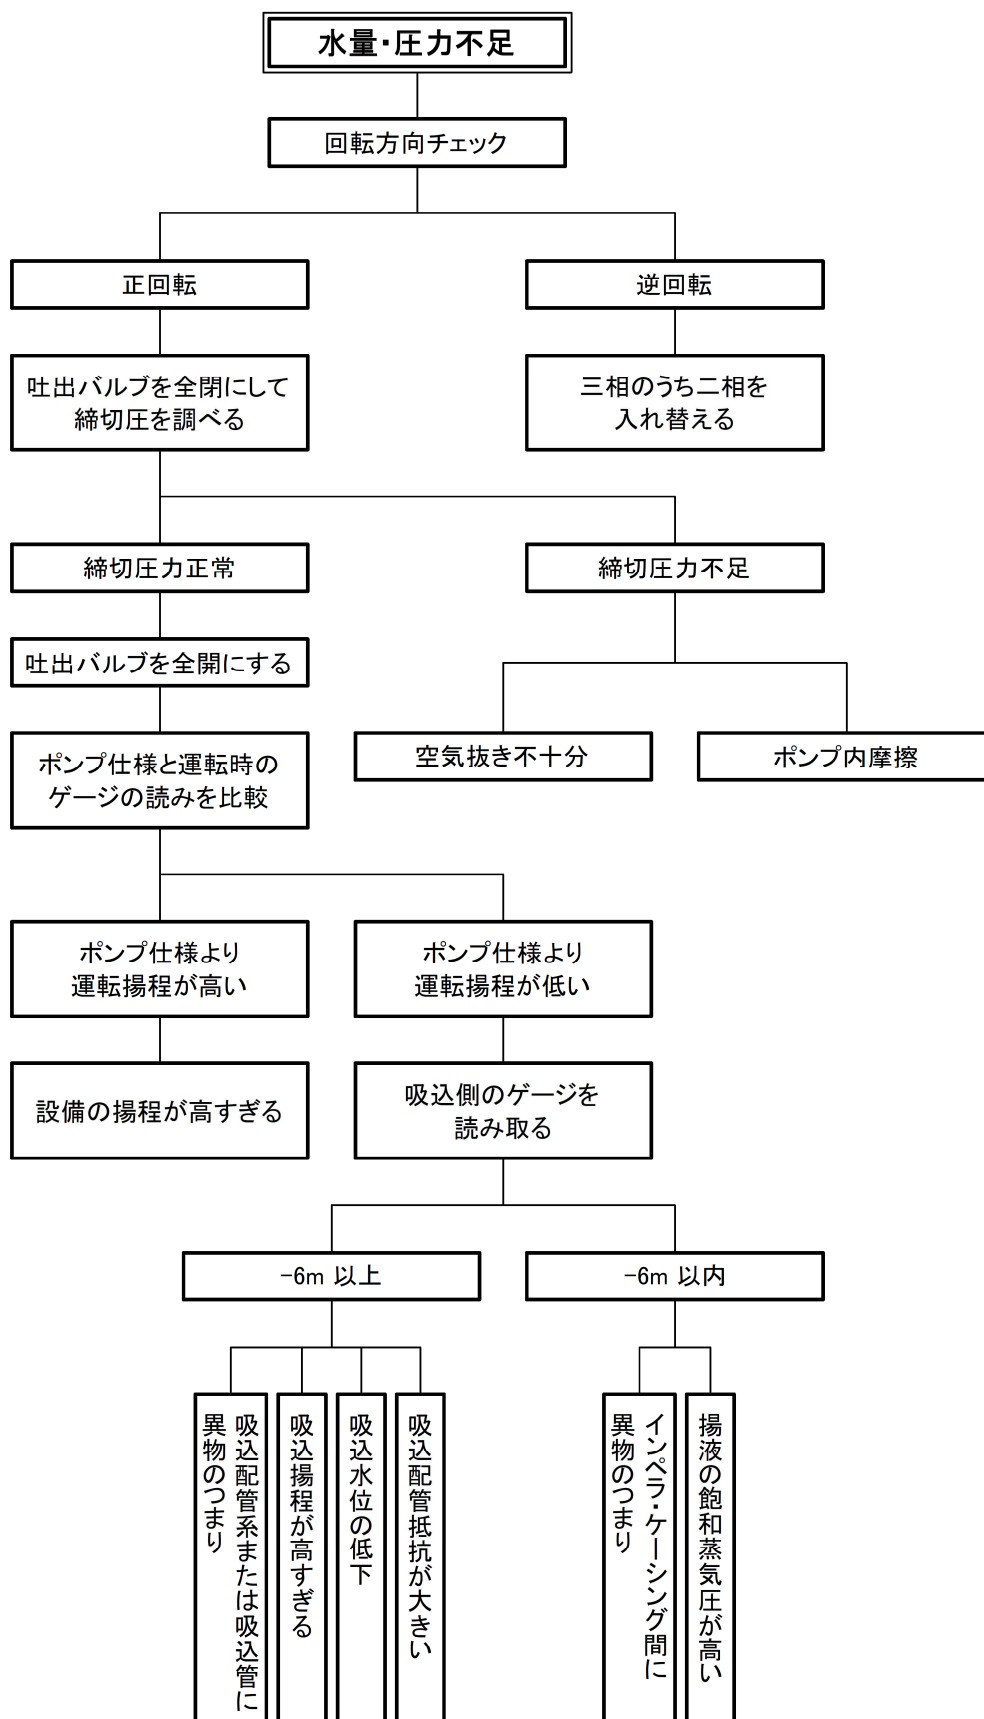 水量・圧力不足
回転方向チェック
正回転
逆回転
吐出バルブを全閉にして
締切圧を調べる
三相のうち二相を
入れ替える
締切圧力正常
締切圧力不足
吐出バルブを全開にする
空気抜き不十分
ポンプ内摩擦
ポンプ仕様と運転時の
ゲージの読みを比較
ポンプ仕様より
運転揚程が高い
ポンプ仕様より
運転揚程が低い
設備の揚程が高すぎる
吸込側のゲージを
読み取る
-6m 以上
-6m 以内
吸込配管系または吸込管に
異物のつまり
吸込揚程が高すぎる
吸込水位の低下
吸込配管抵抗が大きい
インペラ・ケーシング間に
異物のつまり
揚液の飽和蒸気圧が高い